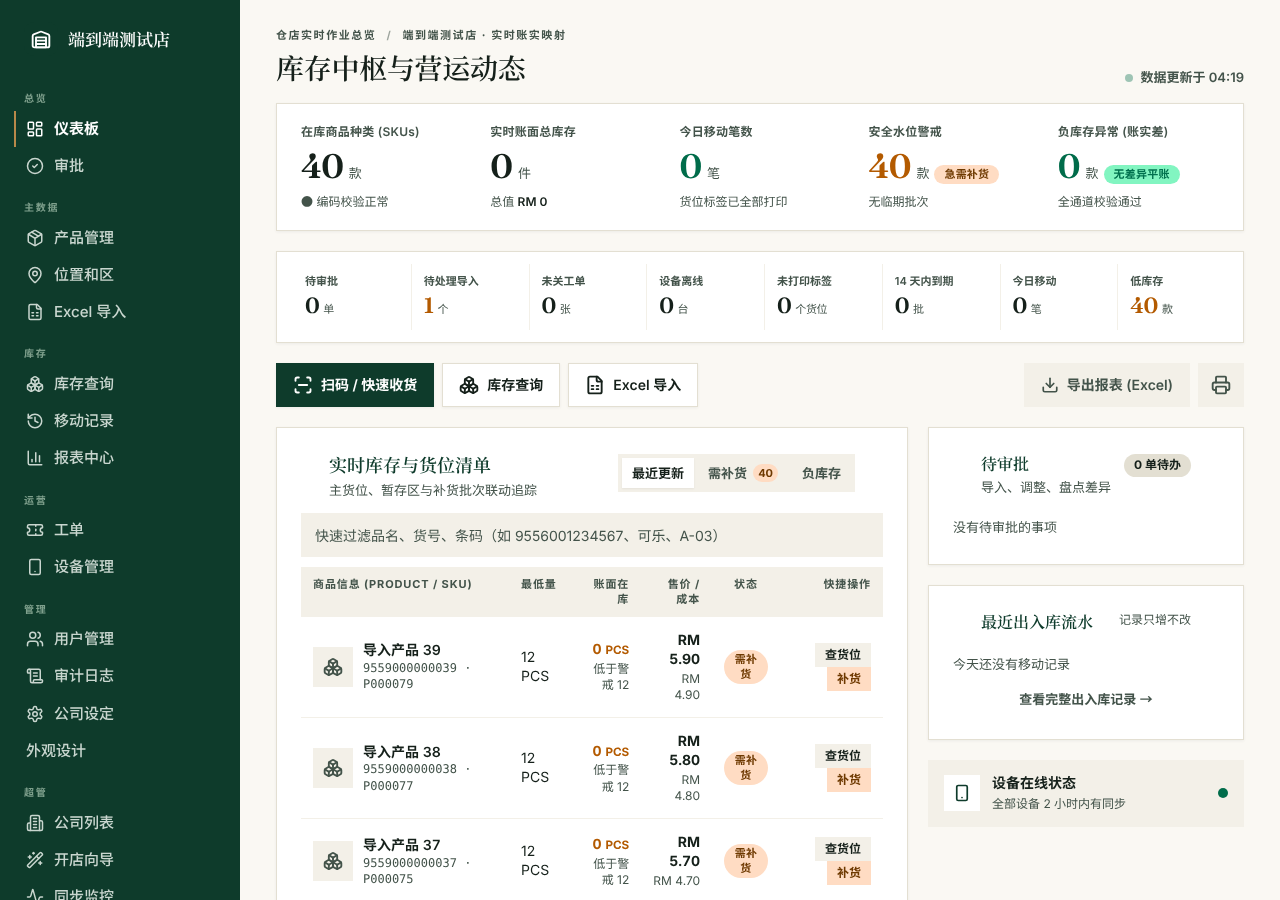 端到端测试店
总览
仪表板
审批
主数据
产品管理
位置和区
Excel 导入
库存
库存查询
移动记录
报表中心
运营
工单
设备管理
管理
用户管理
审计日志
公司设定
外观设计
超管
公司列表
开店向导
同步监控
仓店实时作业总览 / 端到端测试店 · 实时账实映射
库存中枢与营运动态
数据更新于 04:19
在库商品种类 (SKUs)
40 款
编码校验正常
实时账面总库存
0 件
总值 RM 0
今日移动笔数
0 笔
货位标签已全部打印
安全水位警戒
40 款 急需补货
无临期批次
负库存异常 (账实差)
0 款 无差异平账
全通道校验通过
待审批
0 单
待处理导入
1 个
未关工单
0 张
设备离线
0 台
未打印标签
0 个货位
14 天内到期
0 批
今日移动
0 笔
低库存
40 款
扫码 / 快速收货
库存查询
Excel 导入
导出报表 (Excel)
实时库存与货位清单
主货位、暂存区与补货批次联动追踪
最近更新
需补货 40
负库存
快速过滤品名、货号、条码（如 9556001234567、可乐、A-03）
商品信息 (PRODUCT / SKU)
最低量
账面在
库
售价 /
成本
状态
快捷操作
导入产品 39
9559000000039 ·
P000079
12
PCS
0 PCS
低于警
戒 12
RM
5.90
RM
4.90
需补
货
查货位
补货
导入产品 38
9559000000038 ·
P000077
12
PCS
0 PCS
低于警
戒 12
RM
5.80
RM
4.80
需补
货
查货位
补货
导入产品 37
9559000000037 ·
P000075
12
PCS
0 PCS
低于警
戒 12
RM
5.70
RM 4.70
需补
货
查货位
补货
待审批
0 单待办
导入、调整、盘点差异
没有待审批的事项
最近出入库流水
记录只增不改
今天还没有移动记录
查看完整出入库记录 →
设备在线状态
全部设备 2 小时内有同步